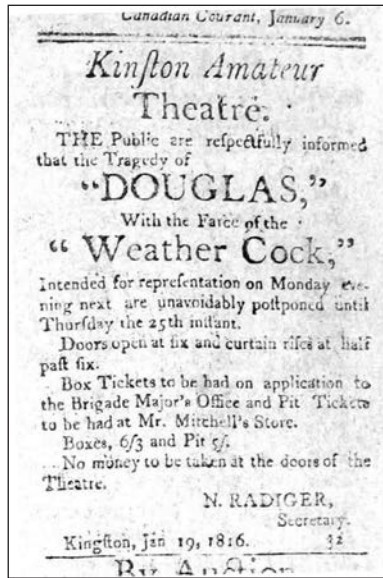 Canadian Courant, January 6.
Kinſton Amateur
Theatre.
THE Public are reſpectfully informed
that the Tragedy of
“DOUGLAS,”
With the Farce of the
“ Weather Cock,”
Intended for repreſentation on Monday eve-
ning next are unavoidably poſtponed until
Thurſday the 25th inſtant.
Doors open at ſix and curtain riſes at half
paſt ſix.
Box Tickets to be had on application to
the Brigade Major's Office and Pit Tickets
to be had at Mr. Mitchell's Store.
Boxes, 6/3 and Pit 5/.
No money to be taken at the doors of the
Theatre.
N. RADIGER,
Secretary.
Kingſton, Jan 19, 1816. 32
By Auction